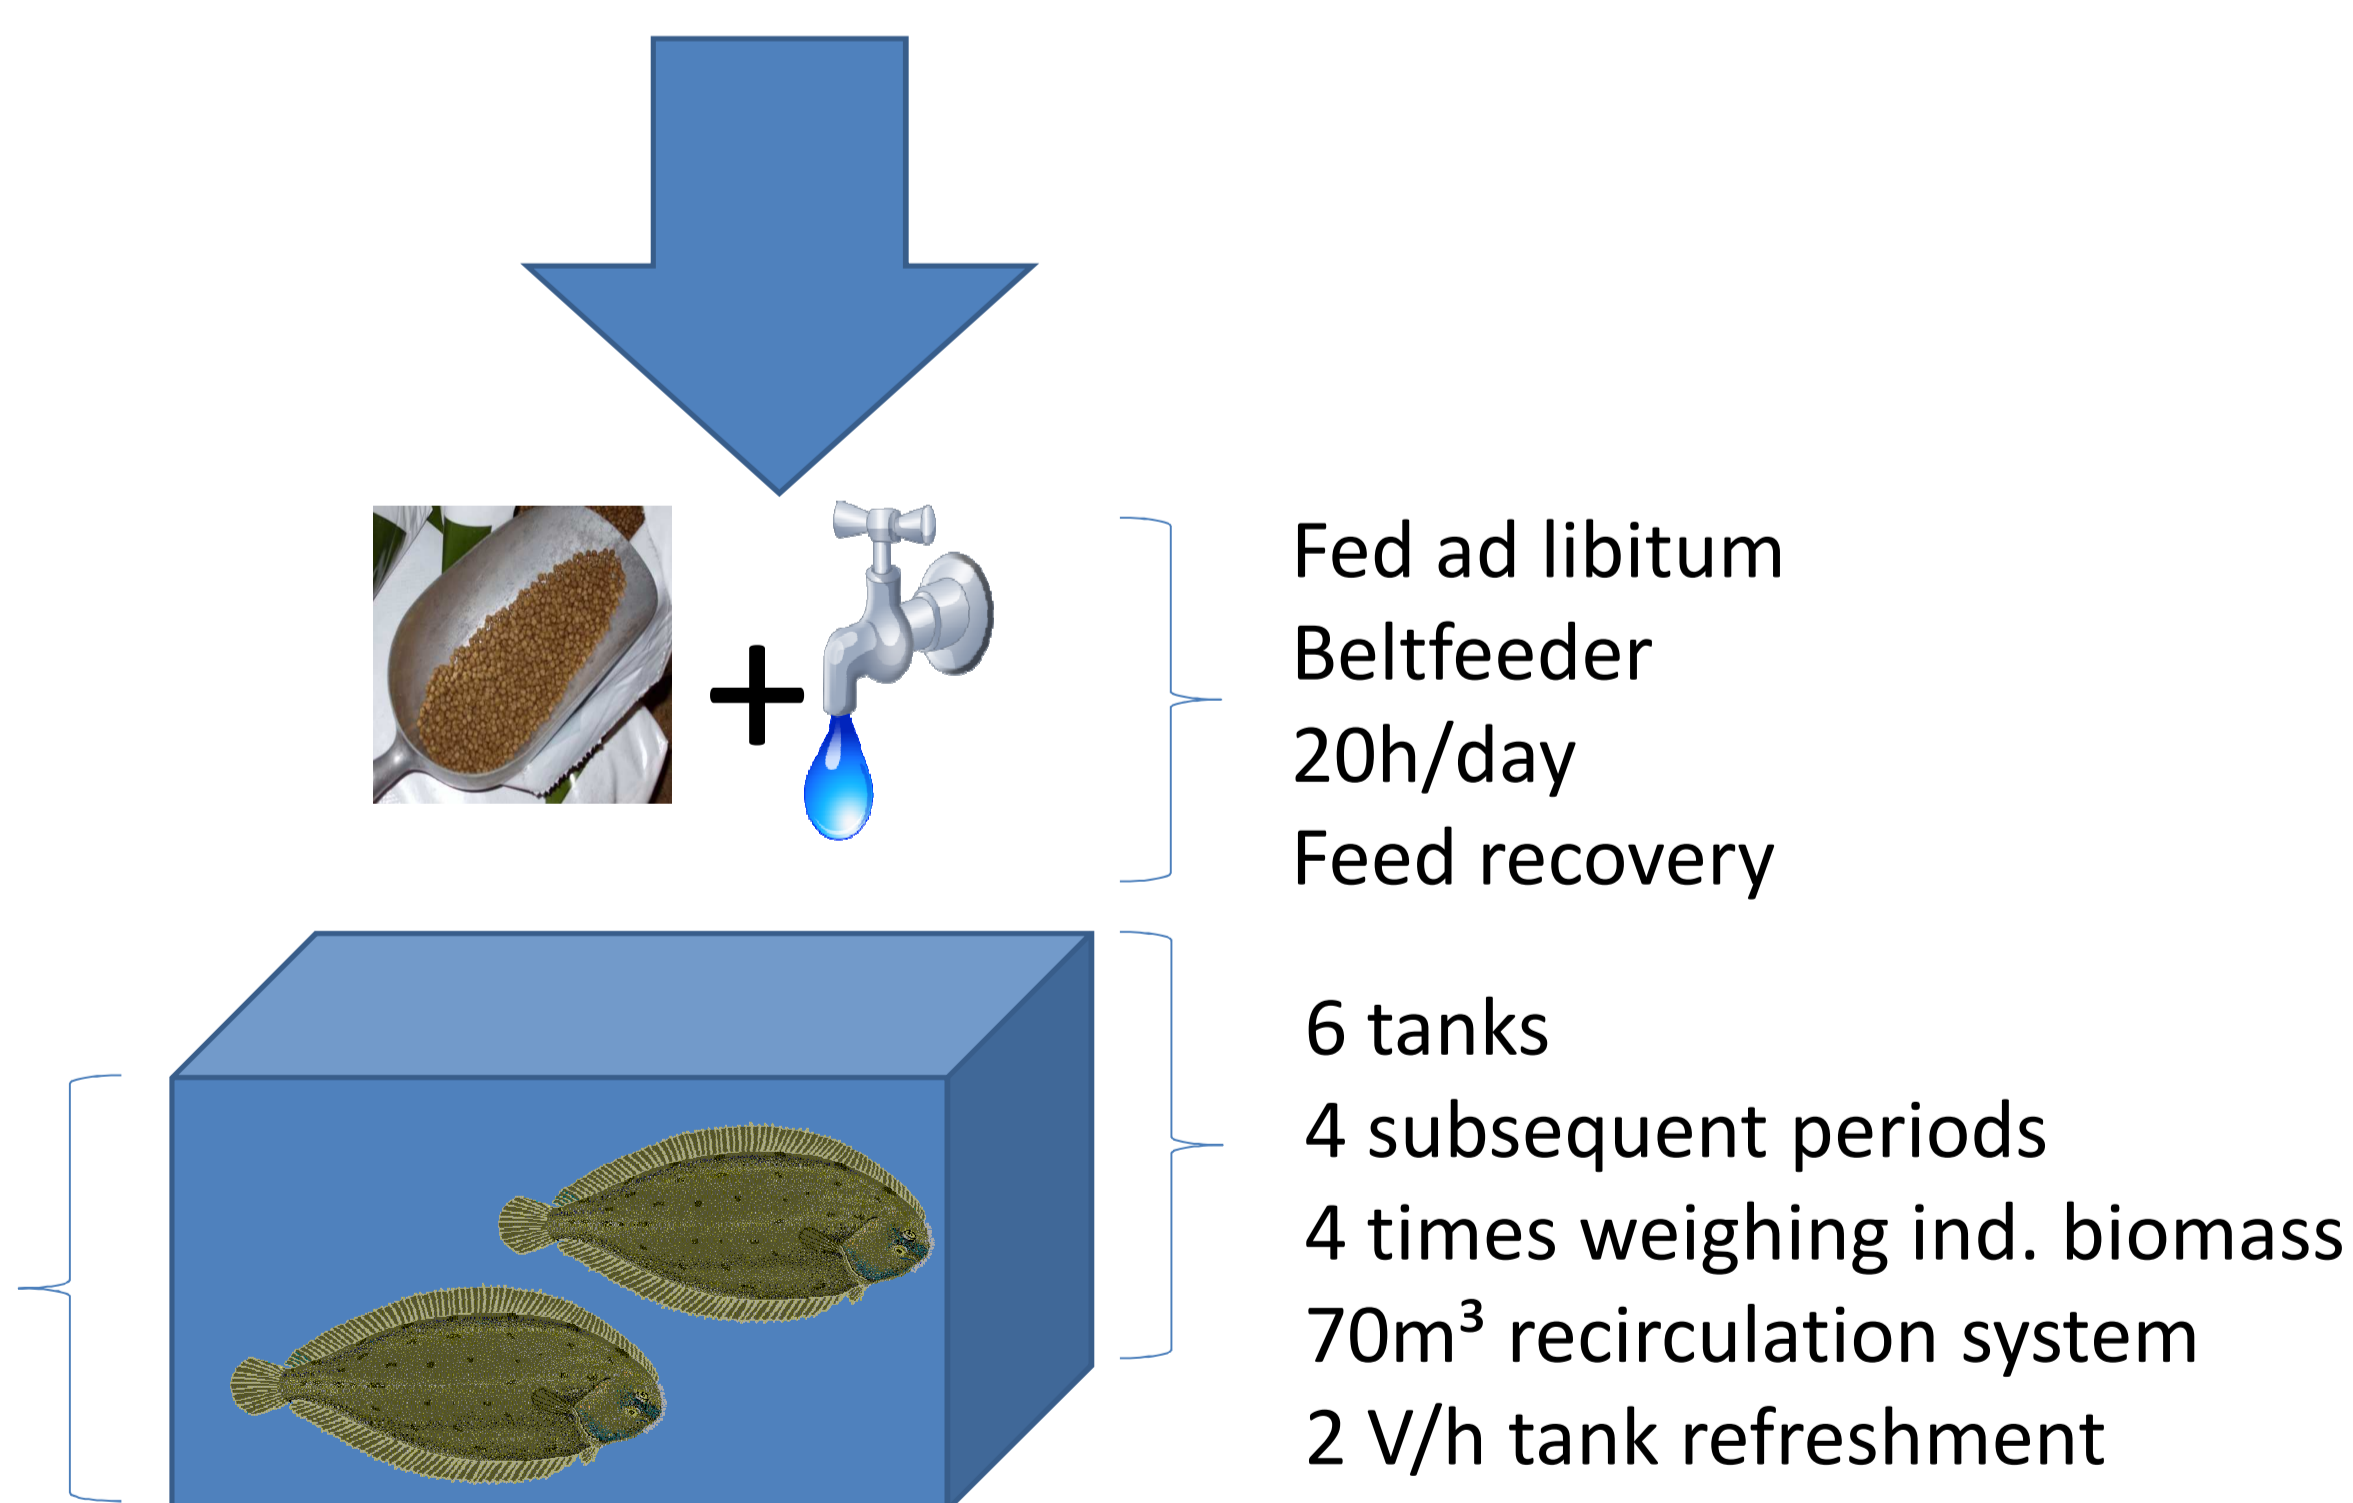 Fed ad libitum
Beltfeeder
20h/day
Feed recovery
6 tanks
4 subsequent periods
4 times weighing ind. biomass
70m³ recirculation system
2 V/h tank refreshment